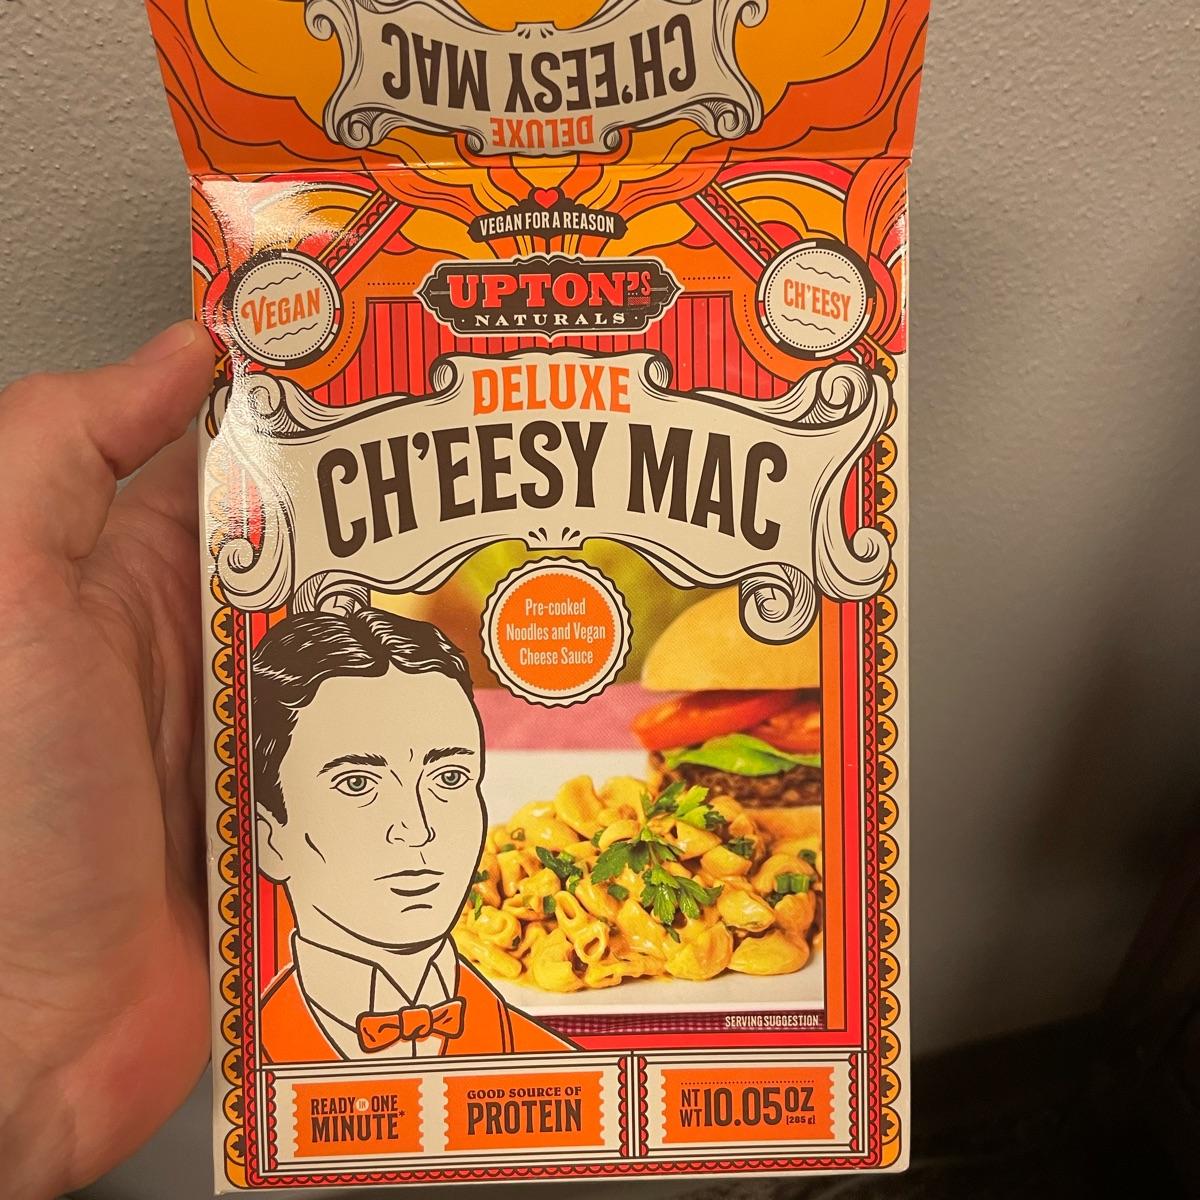 CH'EESY MAC
DELUXE
VEGAN FOR A REASON
UPTON'S
NATURALS
VEGAN
CH'EESY
DELUXE
CH'EESY MAC
Pre-cooked
Noodles and Vegan
Cheese Sauce
SERVING SUGGESTION
READY IN ONE
MINUTE*
GOOD SOURCE OF
PROTEIN
NT WT 10.05 OZ
[285 g]